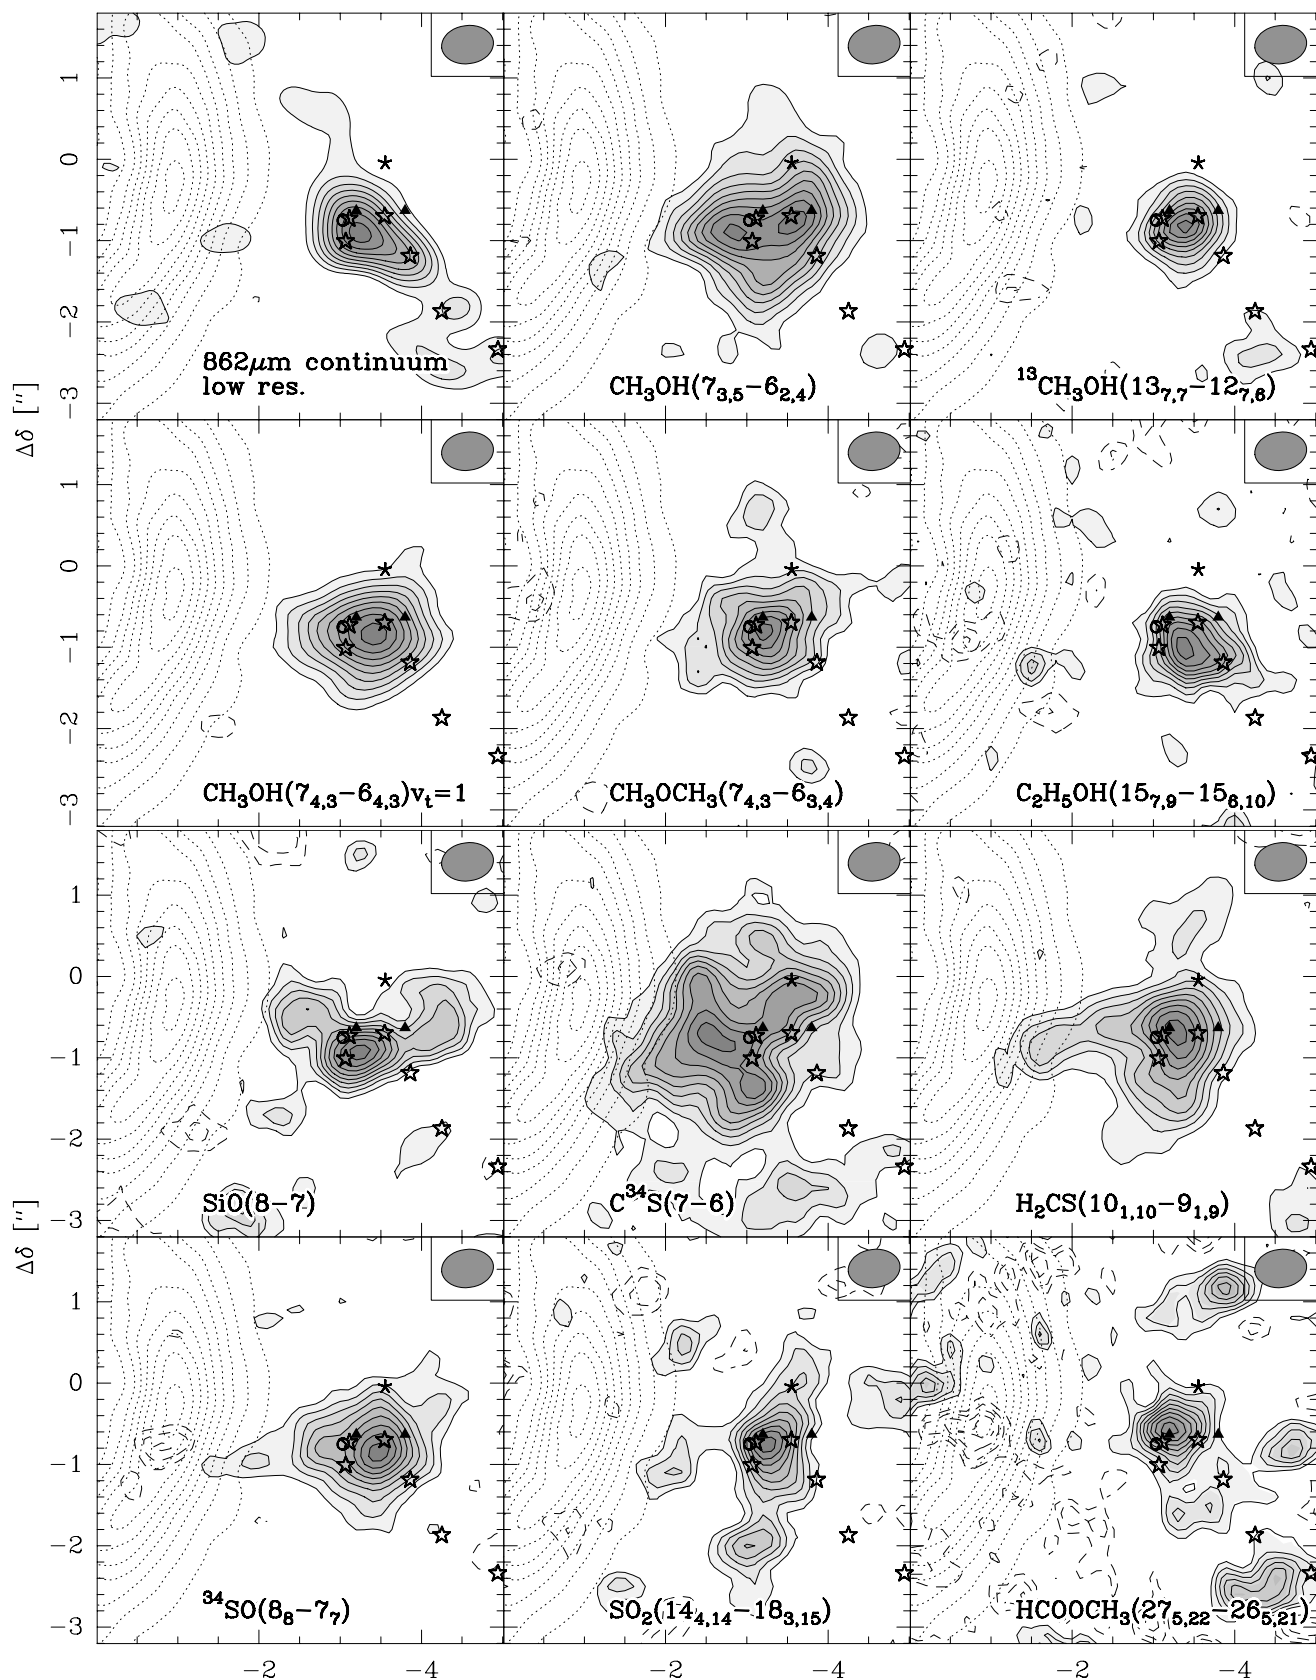 1
0
−1
−2
−3
862μm continuum
low res.
CH₃OH(7₃,₅−6₂,₄)
¹³CH₃OH(13₇,₇−12₇,₆)
Δδ ["]
1
0
−1
−2
−3
CH₃OH(7₄,₃−6₄,₃)vₜ=1
CH₃OCH₃(7₄,₃−6₃,₄)
C₂H₅OH(15₇,₉−15₆,₁₀)
1
0
−1
−2
−3
SiO(8−7)
C³⁴S(7−6)
H₂CS(10₁,₁₀−9₁,₉)
Δδ ["]
1
0
−1
−2
−3
³⁴SO(8₈−7₇)
SO₂(14₄,₁₄−18₃,₁₅)
HCOOCH₃(27₅,₂₂−26₅,₂₁)
−2 −4 −2 −4 −2 −4